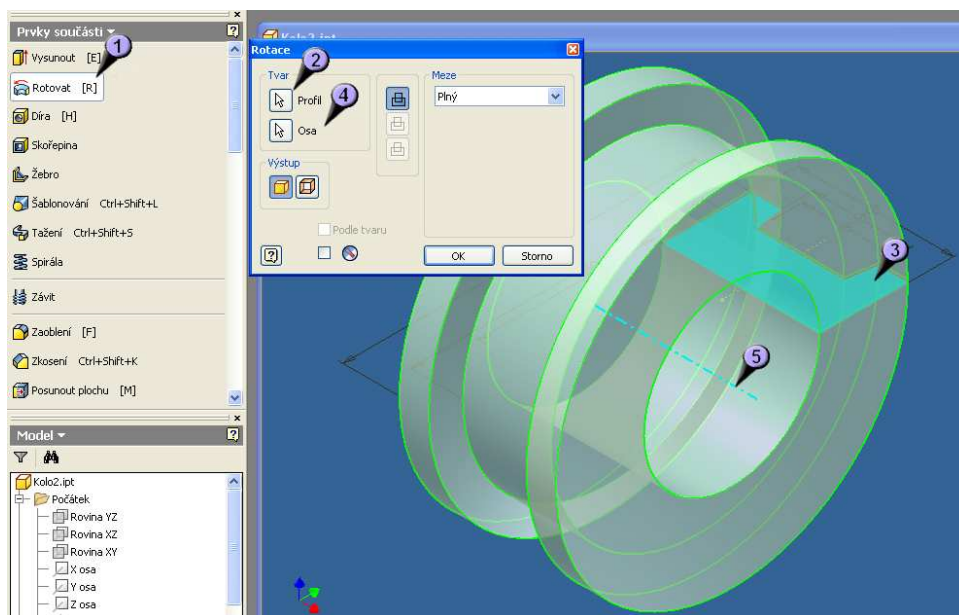 Prvky součásti
1
Vysunout [E]
Rotovat [R]
Díra [H]
Skořepina
Žebro
Šablonování Ctrl+Shift+L
Tažení Ctrl+Shift+S
Spirála
Závit
Zaoblení [F]
Zkosení Ctrl+Shift+K
Posunout plochu [M]
Model
Kolo2.ipt
Počátek
Rovina YZ
Rovina XZ
Rovina XY
X osa
Y osa
Z osa
Kolo2.ipt
Rotace
Tvar
2
Profil
4
Osa
Výstup
Meze
Plný
Podle tvaru
OK
Storno
3
5